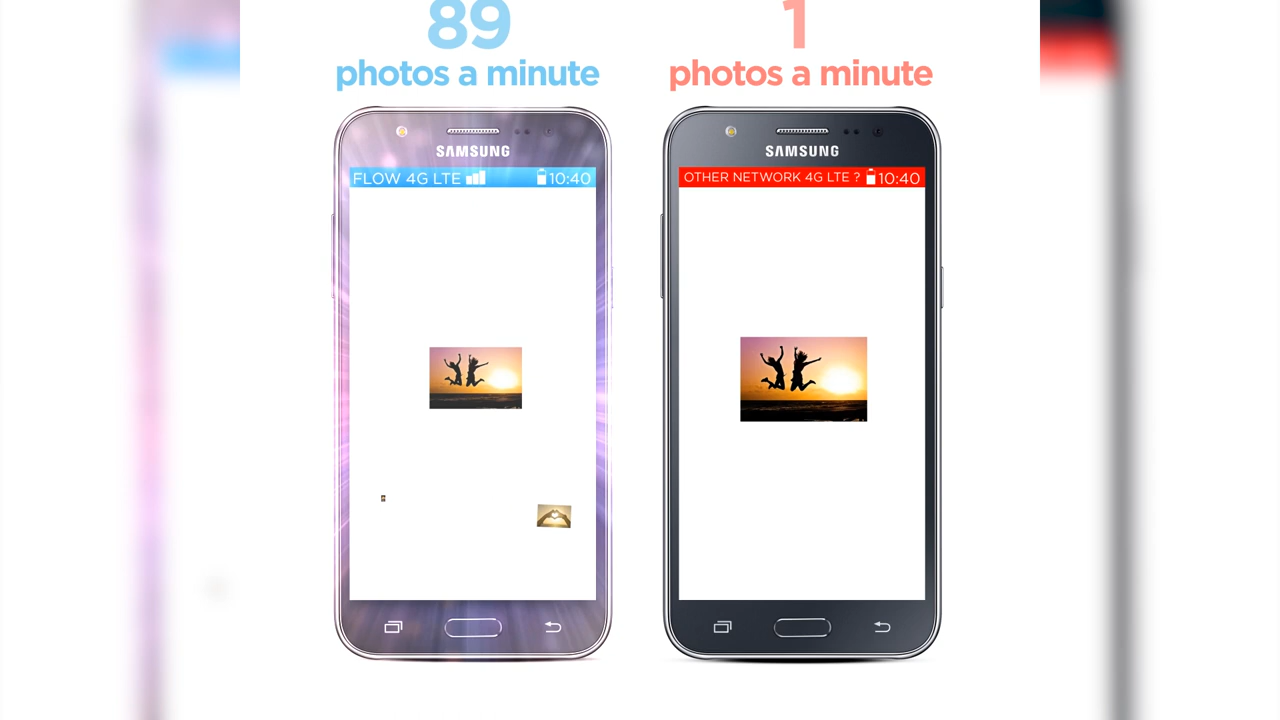 89
photos a minute
1
photos a minute
SAMSUNG
FLOW 4G LTE 10:40
SAMSUNG
OTHER NETWORK 4G LTE ? 10:40